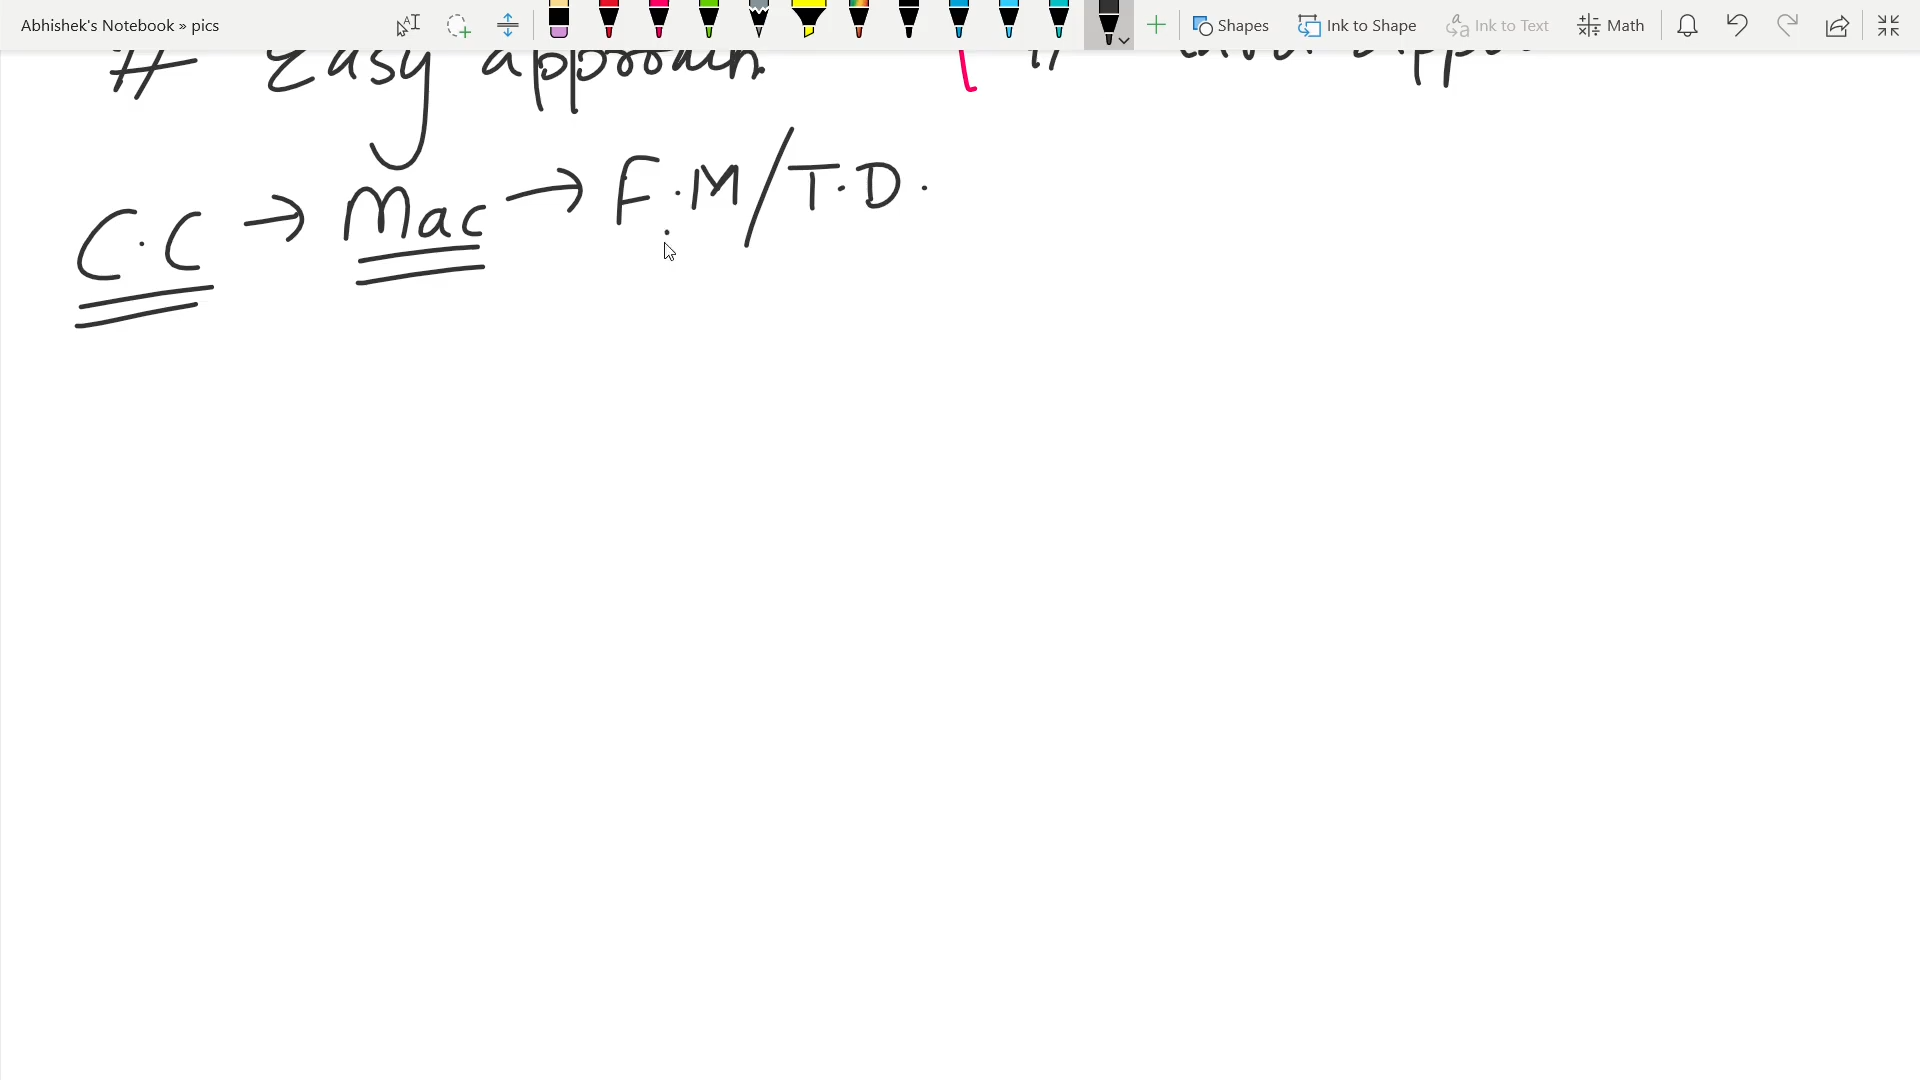 Abhishek's Notebook » pics Shapes Ink to Shape Ink to Text Math
# Easy approach.
C.C → Mac → F.M/T.D.